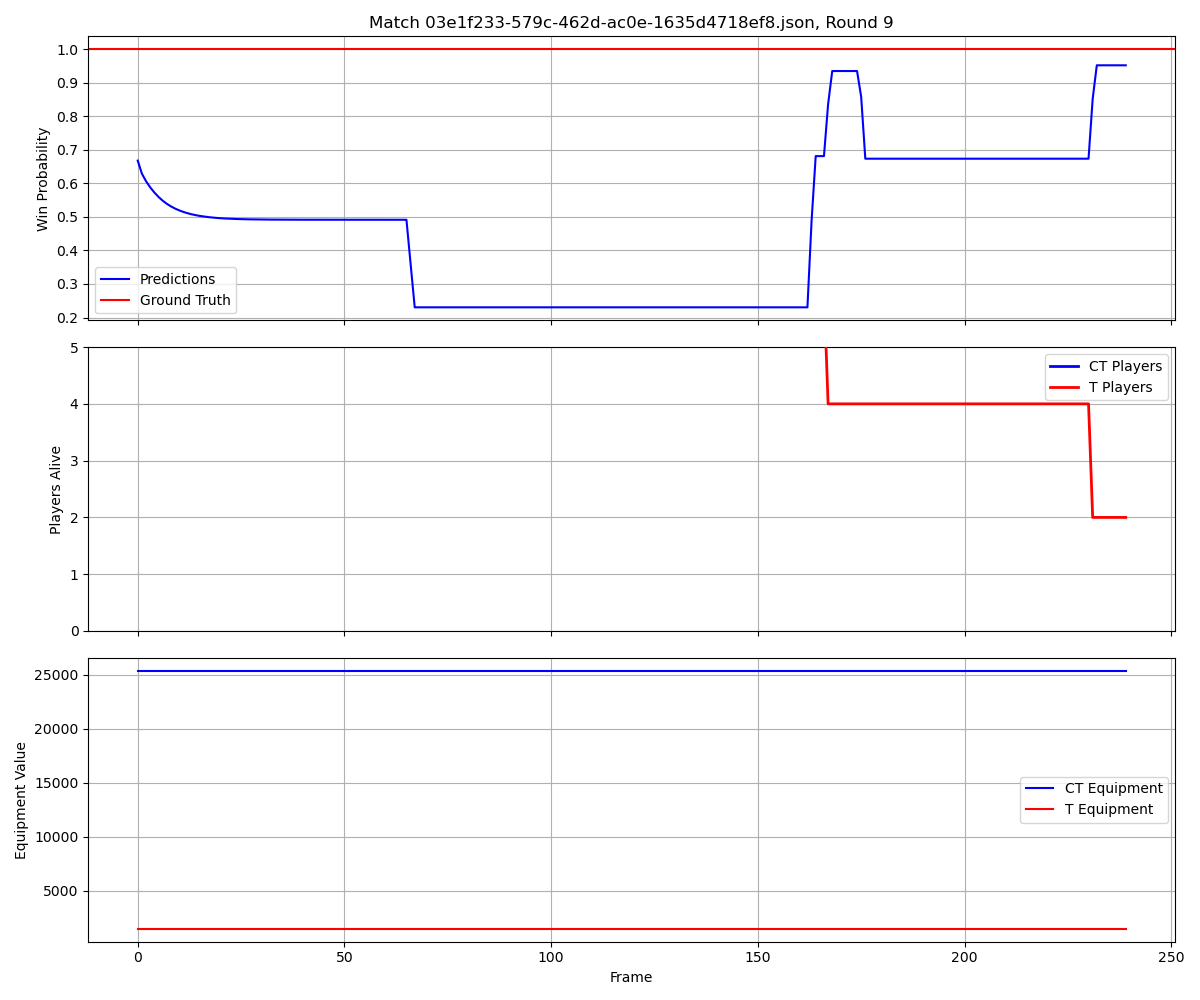 Match 03e1f233-579c-462d-ac0e-1635d4718ef8.json, Round 9
Win Probability
1.0
0.9
0.8
0.7
0.6
0.5
0.4
0.3
0.2
Predictions
Ground Truth
Players Alive
5
4
3
2
1
0
CT Players
T Players
Equipment Value
25000
20000
15000
10000
5000
CT Equipment
T Equipment
0 50 100 150 200 250
Frame